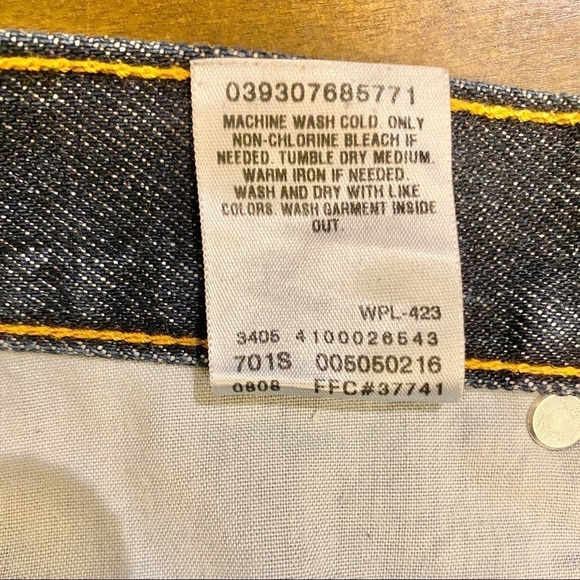 039307685771
MACHINE WASH COLD. ONLY
NON-CHLORINE BLEACH IF
NEEDED. TUMBLE DRY MEDIUM.
WARM IRON IF NEEDED.
WASH AND DRY WITH LIKE
COLORS. WASH GARMENT INSIDE
OUT.
WPL-423
3405 4100026543
701S 005050216
0808 FFC#37741